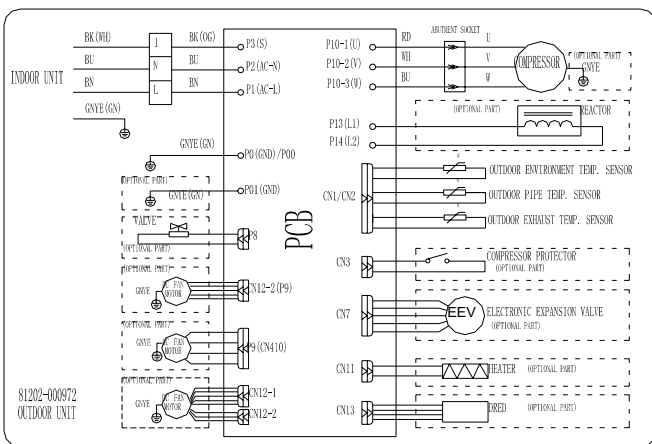 INDOOR UNIT
BK(WH)
BU
BN
GNYE(GN)
1
N
L
BK(OG)
BU
BN
P3(S)
P2(AC-N)
P1(AC-L)
GNYE(GN)
P0(GND)/P00
(OPTIONAL PART)
GNYE(GN)
P01(GND)
VALVE
(OPTIONAL PART)
P8
(OPTIONAL PART)
GNYE
DC FAN
MOTOR
CN12-2(P9)
(OPTIONAL PART)
GNYE
DC FAN
MOTOR
P9(CN410)
(OPTIONAL PART)
GNYE
DC FAN
MOTOR
CN12-1
CN12-2
81202-000972
OUTDOOR UNIT
PCB
P10-1(U)
P10-2(V)
P10-3(W)
RD
WH
BU
ABUTMENT SOCKET
U
V
W
COMPRESSOR
(OPTIONAL PART)
GNYE
(OPTIONAL PART)
REACTOR
P13(L1)
P14(L2)
CN1/CN2
OUTDOOR ENVIRONMENT TEMP. SENSOR
OUTDOOR PIPE TEMP. SENSOR
OUTDOOR EXHAUST TEMP. SENSOR
CN3
COMPRESSOR PROTECTOR
(OPTIONAL PART)
CN7
EEV
ELECTRONIC EXPANSION VALVE
(OPTIONAL PART)
CN11
HEATER (OPTIONAL PART)
CN13
DRED (OPTIONAL PART)